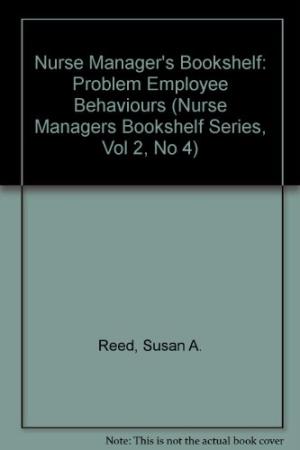 Nurse Manager's Bookshelf:
Problem Employee
Behaviours (Nurse
Managers Bookshelf Series,
Vol 2, No 4)
Reed, Susan A.
Note: This is not the actual book cover